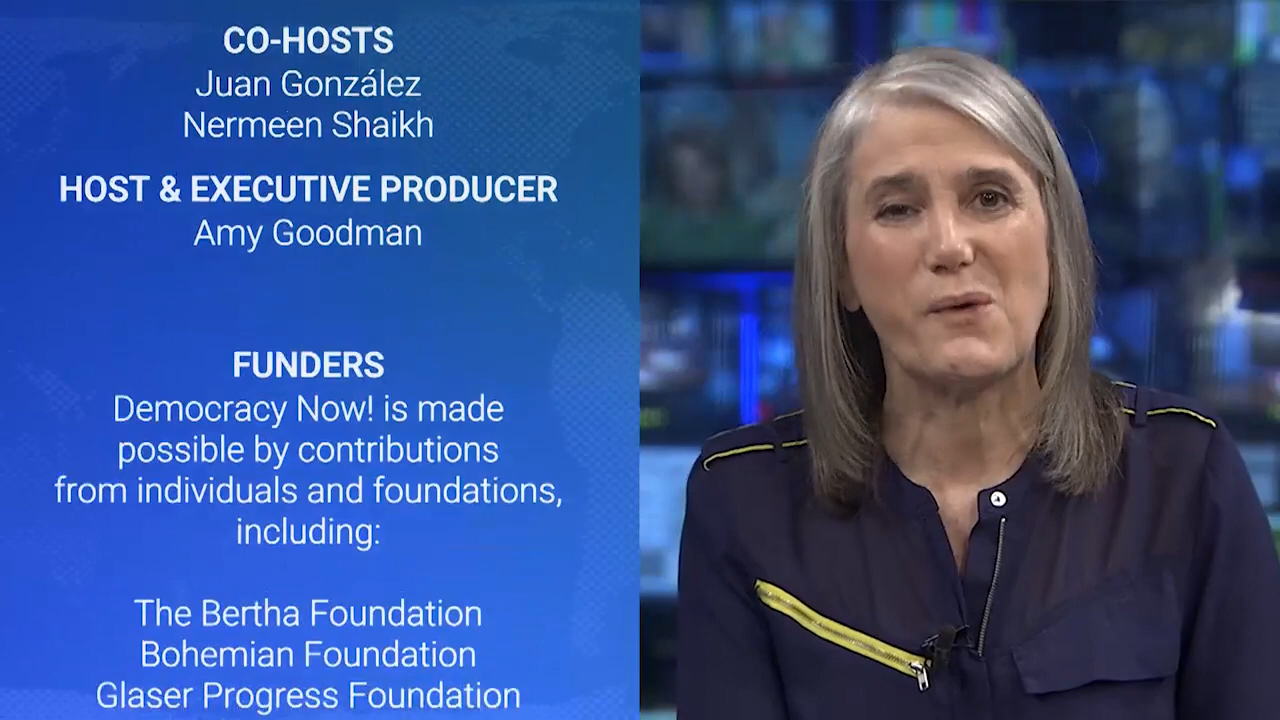 CO-HOSTS
Juan González
Nermeen Shaikh
HOST & EXECUTIVE PRODUCER
Amy Goodman
FUNDERS
Democracy Now! is made
possible by contributions
from individuals and foundations,
including:
The Bertha Foundation
Bohemian Foundation
Glaser Progress Foundation